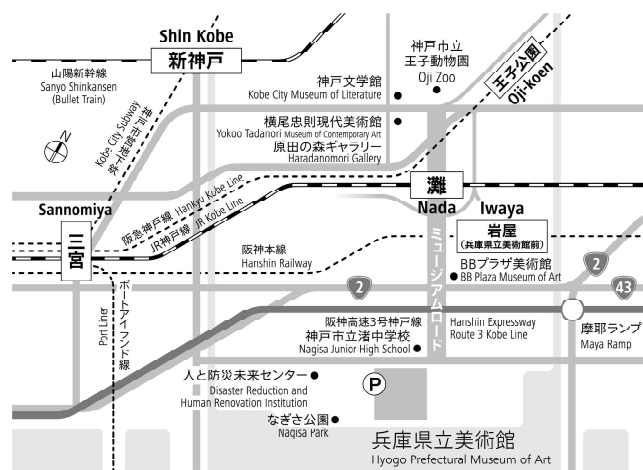 Shin Kobe
新神戸
山陽新幹線
Sanyo Shinkansen
(Bullet Train)
神戸市立
王子動物園
Oji Zoo
王子公園
Oji-koen
神戸文学館
Kobe City Museum of Literature
横尾忠則現代美術館
Yokoo Tadanori Museum of Contemporary Art
原田の森ギャラリー
Haradanomori Gallery
神戸市営地下鉄
Kobe City Subway
N
Sannomiya
三宮
阪急神戸線 Hankyu Kobe Line
JR神戸線 JR Kobe Line
灘
Nada
Iwaya
岩屋
(兵庫県立美術館前)
阪神本線
Hanshin Railway
BBプラザ美術館
BB Plaza Museum of Art
ミュージアムロード
2
2
43
ポートアイランド線
Port Liner
阪神高速3号神戸線
Hanshin Expressway
Route 3 Kobe Line
神戸市立渚中学校
Nagisa Junior High School
摩耶ランプ
Maya Ramp
人と防災未来センター
Disaster Reduction and
Human Renovation Institution
P
なぎさ公園
Nagisa Park
兵庫県立美術館
Hyogo Prefectural Museum of Art